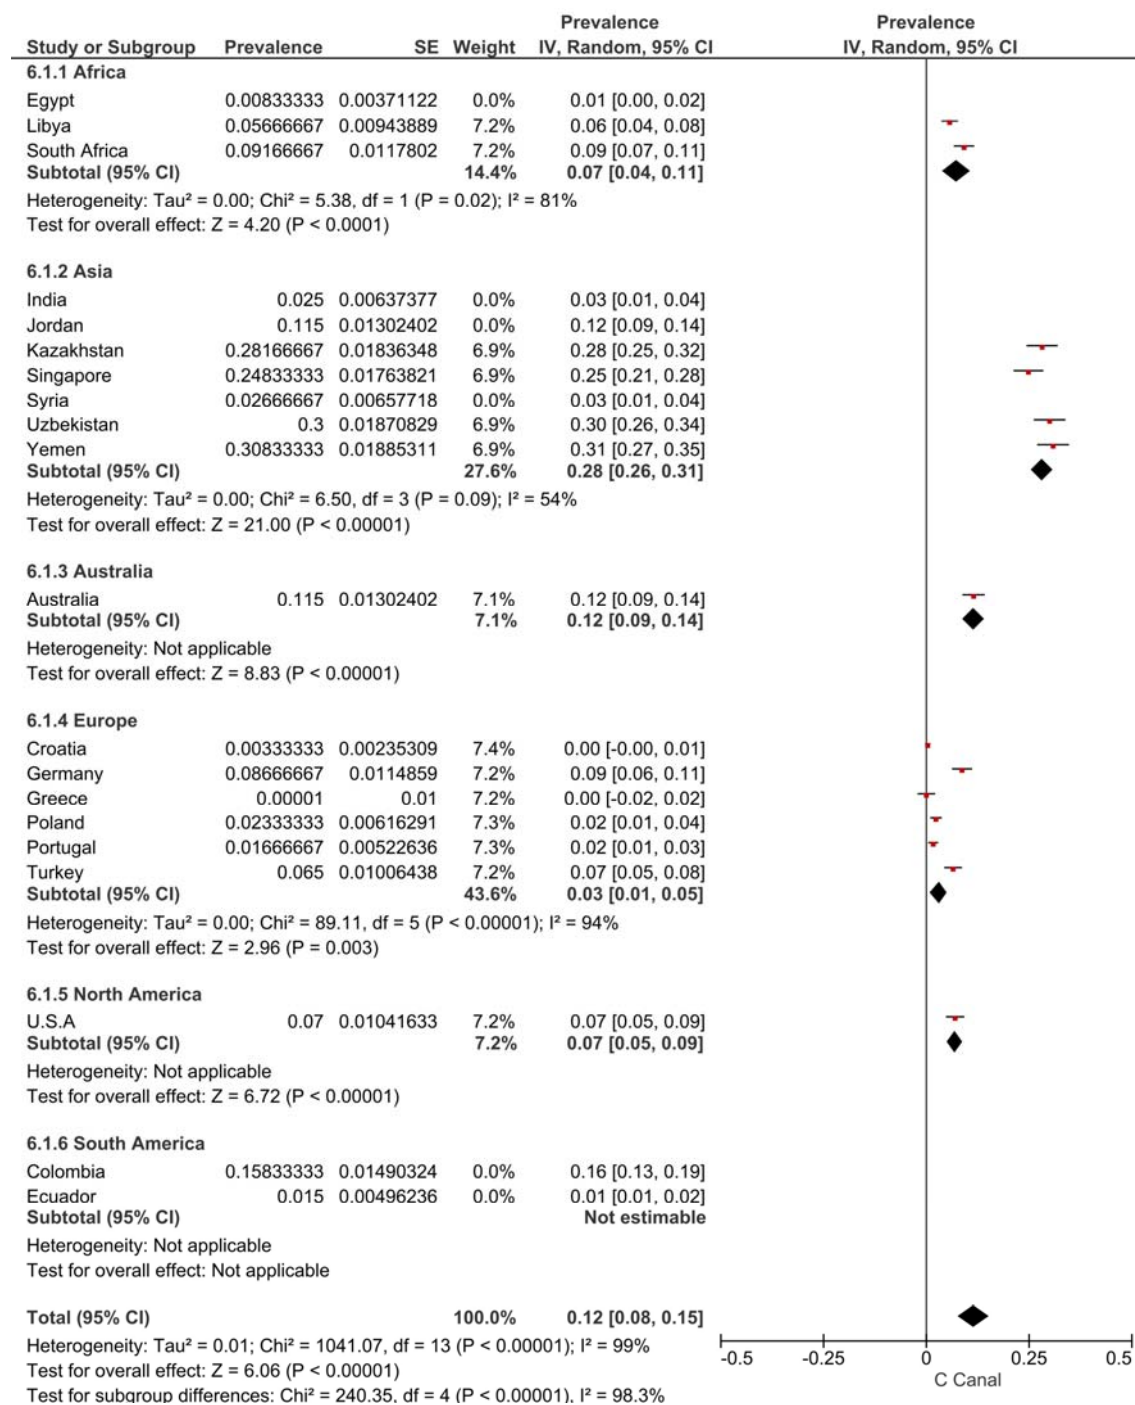 Prevalence Prevalence
Study or Subgroup Prevalence SE Weight IV, Random, 95% CI IV, Random, 95% CI
6.1.1 Africa
Egypt 0.00833333 0.00371122 0.0% 0.01 [0.00, 0.02]
Libya 0.05666667 0.00943889 7.2% 0.06 [0.04, 0.08]
South Africa 0.09166667 0.0117802 7.2% 0.09 [0.07, 0.11]
Subtotal (95% CI) 14.4% 0.07 [0.04, 0.11]
Heterogeneity: Tau² = 0.00; Chi² = 5.38, df = 1 (P = 0.02); I² = 81%
Test for overall effect: Z = 4.20 (P < 0.0001)
6.1.2 Asia
India 0.025 0.00637377 0.0% 0.03 [0.01, 0.04]
Jordan 0.115 0.01302402 0.0% 0.12 [0.09, 0.14]
Kazakhstan 0.28166667 0.01836348 6.9% 0.28 [0.25, 0.32]
Singapore 0.24833333 0.01763821 6.9% 0.25 [0.21, 0.28]
Syria 0.02666667 0.00657718 0.0% 0.03 [0.01, 0.04]
Uzbekistan 0.3 0.01870829 6.9% 0.30 [0.26, 0.34]
Yemen 0.30833333 0.01885311 6.9% 0.31 [0.27, 0.35]
Subtotal (95% CI) 27.6% 0.28 [0.26, 0.31]
Heterogeneity: Tau² = 0.00; Chi² = 6.50, df = 3 (P = 0.09); I² = 54%
Test for overall effect: Z = 21.00 (P < 0.00001)
6.1.3 Australia
Australia 0.115 0.01302402 7.1% 0.12 [0.09, 0.14]
Subtotal (95% CI) 7.1% 0.12 [0.09, 0.14]
Heterogeneity: Not applicable
Test for overall effect: Z = 8.83 (P < 0.00001)
6.1.4 Europe
Croatia 0.00333333 0.00235309 7.4% 0.00 [-0.00, 0.01]
Germany 0.08666667 0.0114859 7.2% 0.09 [0.06, 0.11]
Greece 0.00001 0.01 7.2% 0.00 [-0.02, 0.02]
Poland 0.02333333 0.00616291 7.3% 0.02 [0.01, 0.04]
Portugal 0.01666667 0.00522636 7.3% 0.02 [0.01, 0.03]
Turkey 0.065 0.01006438 7.2% 0.07 [0.05, 0.08]
Subtotal (95% CI) 43.6% 0.03 [0.01, 0.05]
Heterogeneity: Tau² = 0.00; Chi² = 89.11, df = 5 (P < 0.00001); I² = 94%
Test for overall effect: Z = 2.96 (P = 0.003)
6.1.5 North America
U.S.A 0.07 0.01041633 7.2% 0.07 [0.05, 0.09]
Subtotal (95% CI) 7.2% 0.07 [0.05, 0.09]
Heterogeneity: Not applicable
Test for overall effect: Z = 6.72 (P < 0.00001)
6.1.6 South America
Colombia 0.15833333 0.01490324 0.0% 0.16 [0.13, 0.19]
Ecuador 0.015 0.00496236 0.0% 0.01 [0.01, 0.02]
Subtotal (95% CI) Not estimable
Heterogeneity: Not applicable
Test for overall effect: Not applicable
Total (95% CI) 100.0% 0.12 [0.08, 0.15]
Heterogeneity: Tau² = 0.01; Chi² = 1041.07, df = 13 (P < 0.00001); I² = 99%
Test for overall effect: Z = 6.06 (P < 0.00001)
Test for subgroup differences: Chi² = 240.35, df = 4 (P < 0.00001), I² = 98.3%
-0.5 -0.25 0 0.25 0.5
C Canal